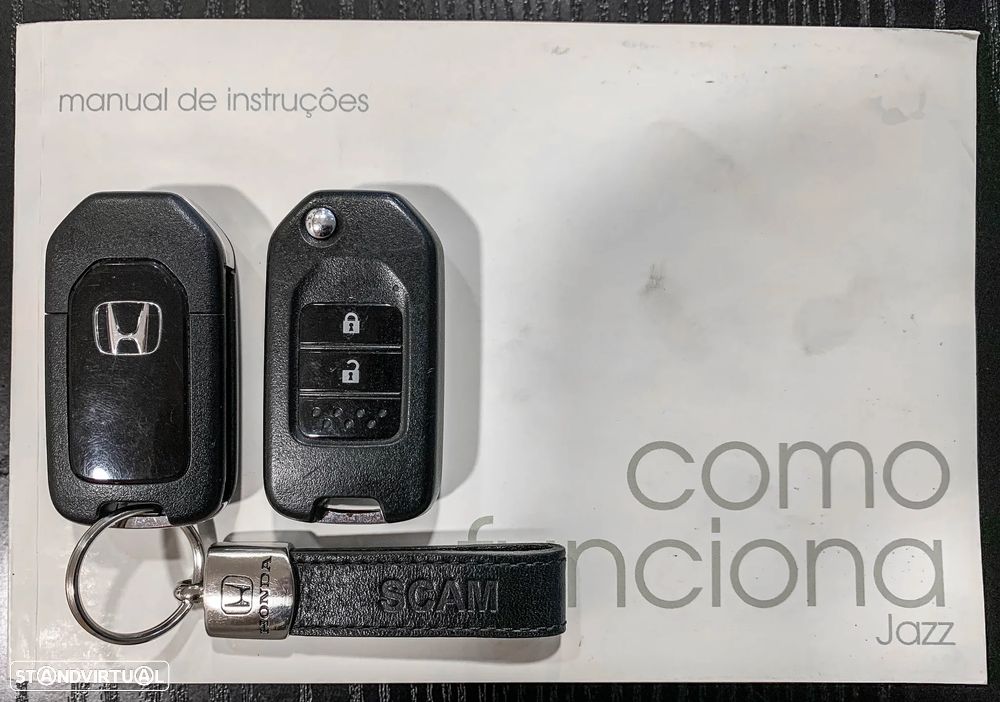 manual de instruções
HONDA
SCAM
como
funciona
Jazz
STANDVIRTUAL